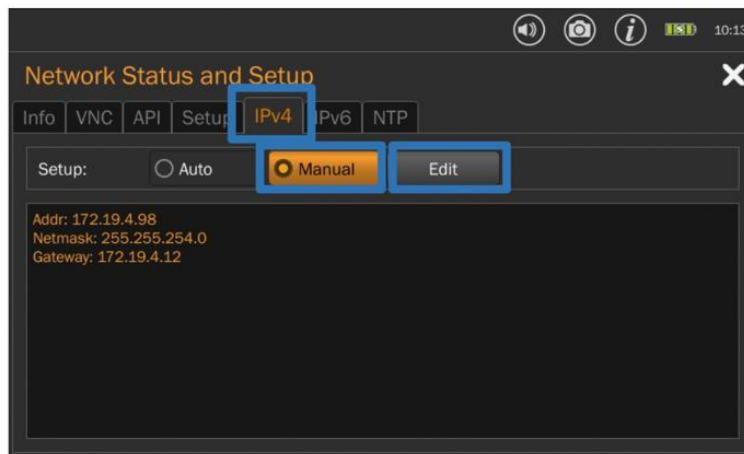 10:13
Network Status and Setup
Info VNC API Setup IPv4 IPv6 NTP
Setup: Auto Manual Edit
Addr: 172.19.4.98
Netmask: 255.255.254.0
Gateway: 172.19.4.12